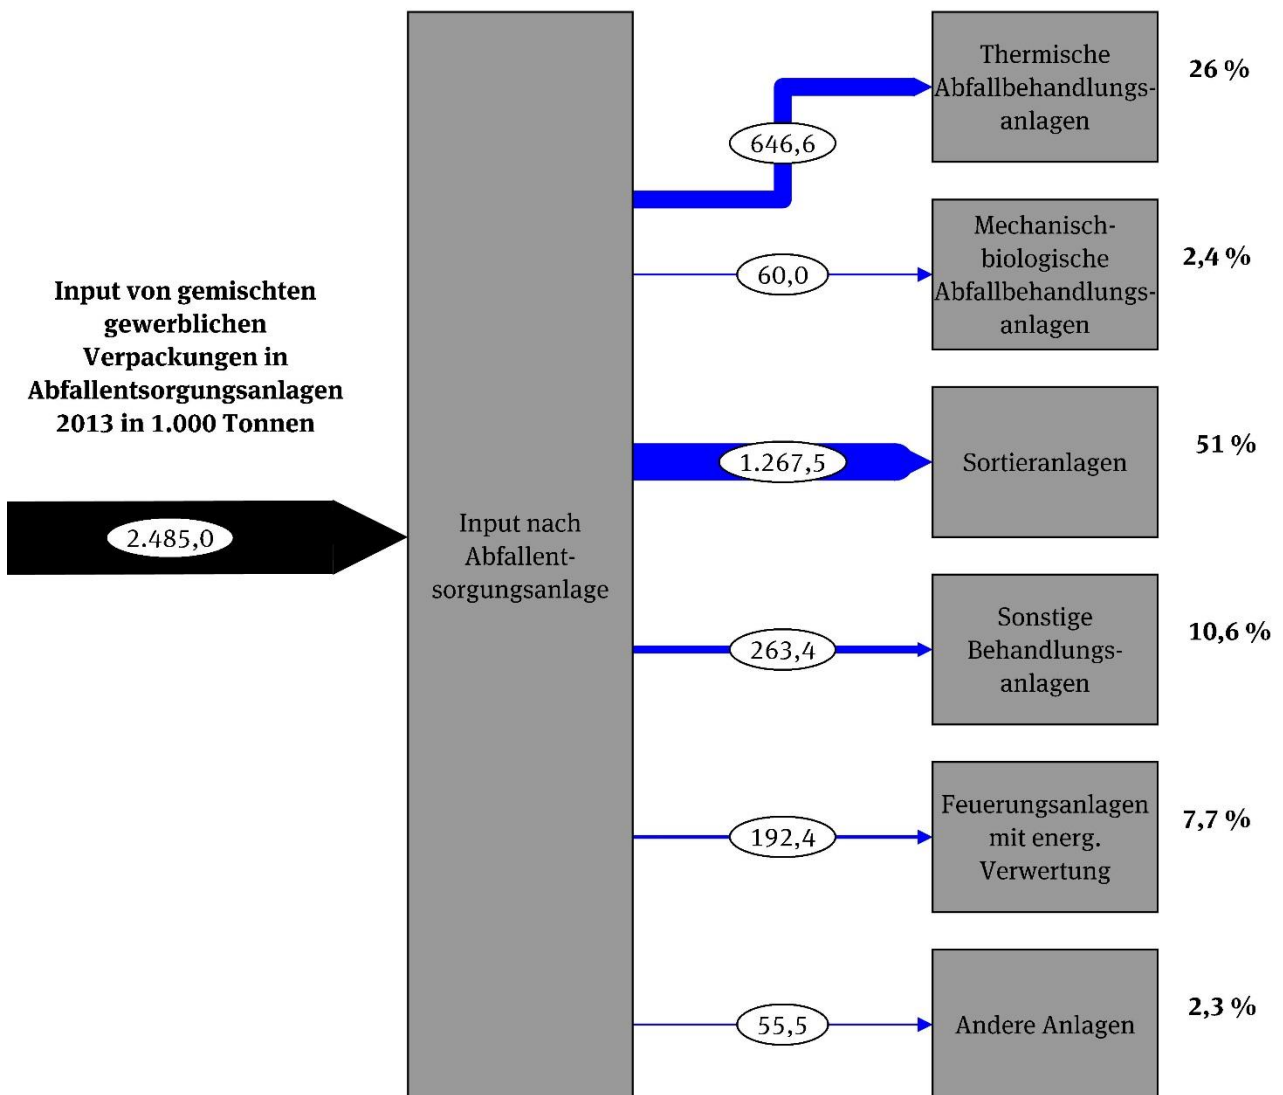 Input von gemischten
gewerblichen
Verpackungen in
Abfallentsorgungsanlagen
2013 in 1.000 Tonnen
2.485,0
Input nach
Abfallent-
sorgungsanlage
646,6
Thermische
Abfallbehandlungs-
anlagen
26 %
60,0
Mechanisch-
biologische
Abfallbehandlungs-
anlagen
2,4 %
1.267,5
Sortieranlagen
51 %
263,4
Sonstige
Behandlungs-
anlagen
10,6 %
192,4
Feuerungsanlagen
mit energ.
Verwertung
7,7 %
55,5
Andere Anlagen
2,3 %